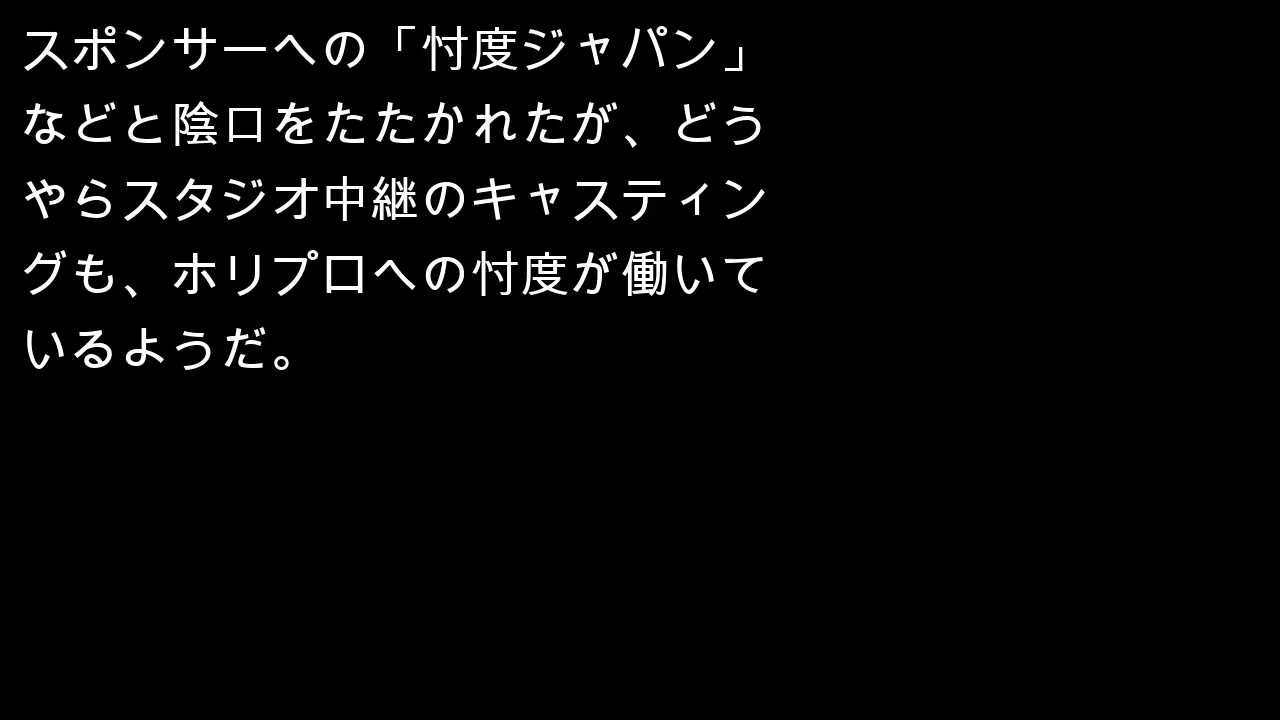 スポンサーへの「忖度ジャパン」
などと陰口をたたかれたが、どう
やらスタジオ中継のキャスティン
グも、ホリプロへの忖度が働いて
いるようだ。